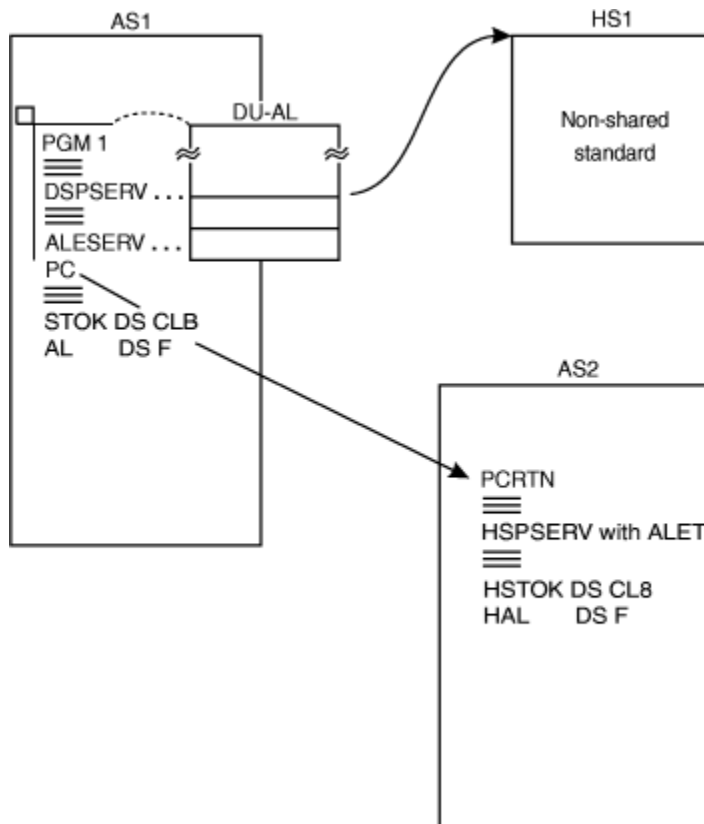 AS1
HS1
DU-AL
Non-shared
standard
PGM 1
DSPSERV . . .
ALESERV . . .
PC
STOK DS CLB
AL DS F
AS2
PCRTN
HSPSERV with ALET
HSTOK DS CL8
HAL DS F